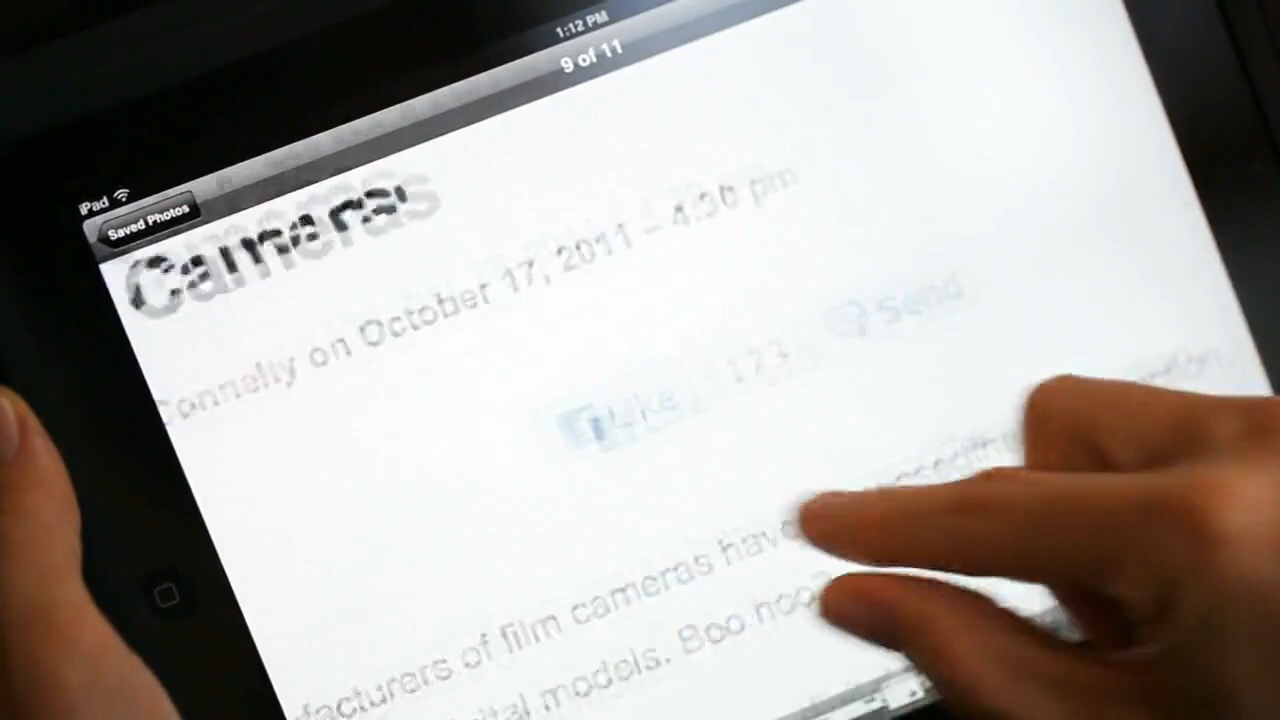 iPad
1:12 PM
Saved Photos
9 of 11
Cameras
Connelly on October 17, 2011 – 4:30 pm
Like 123 Send
facturers of film cameras have
ital models. Boo hoo?